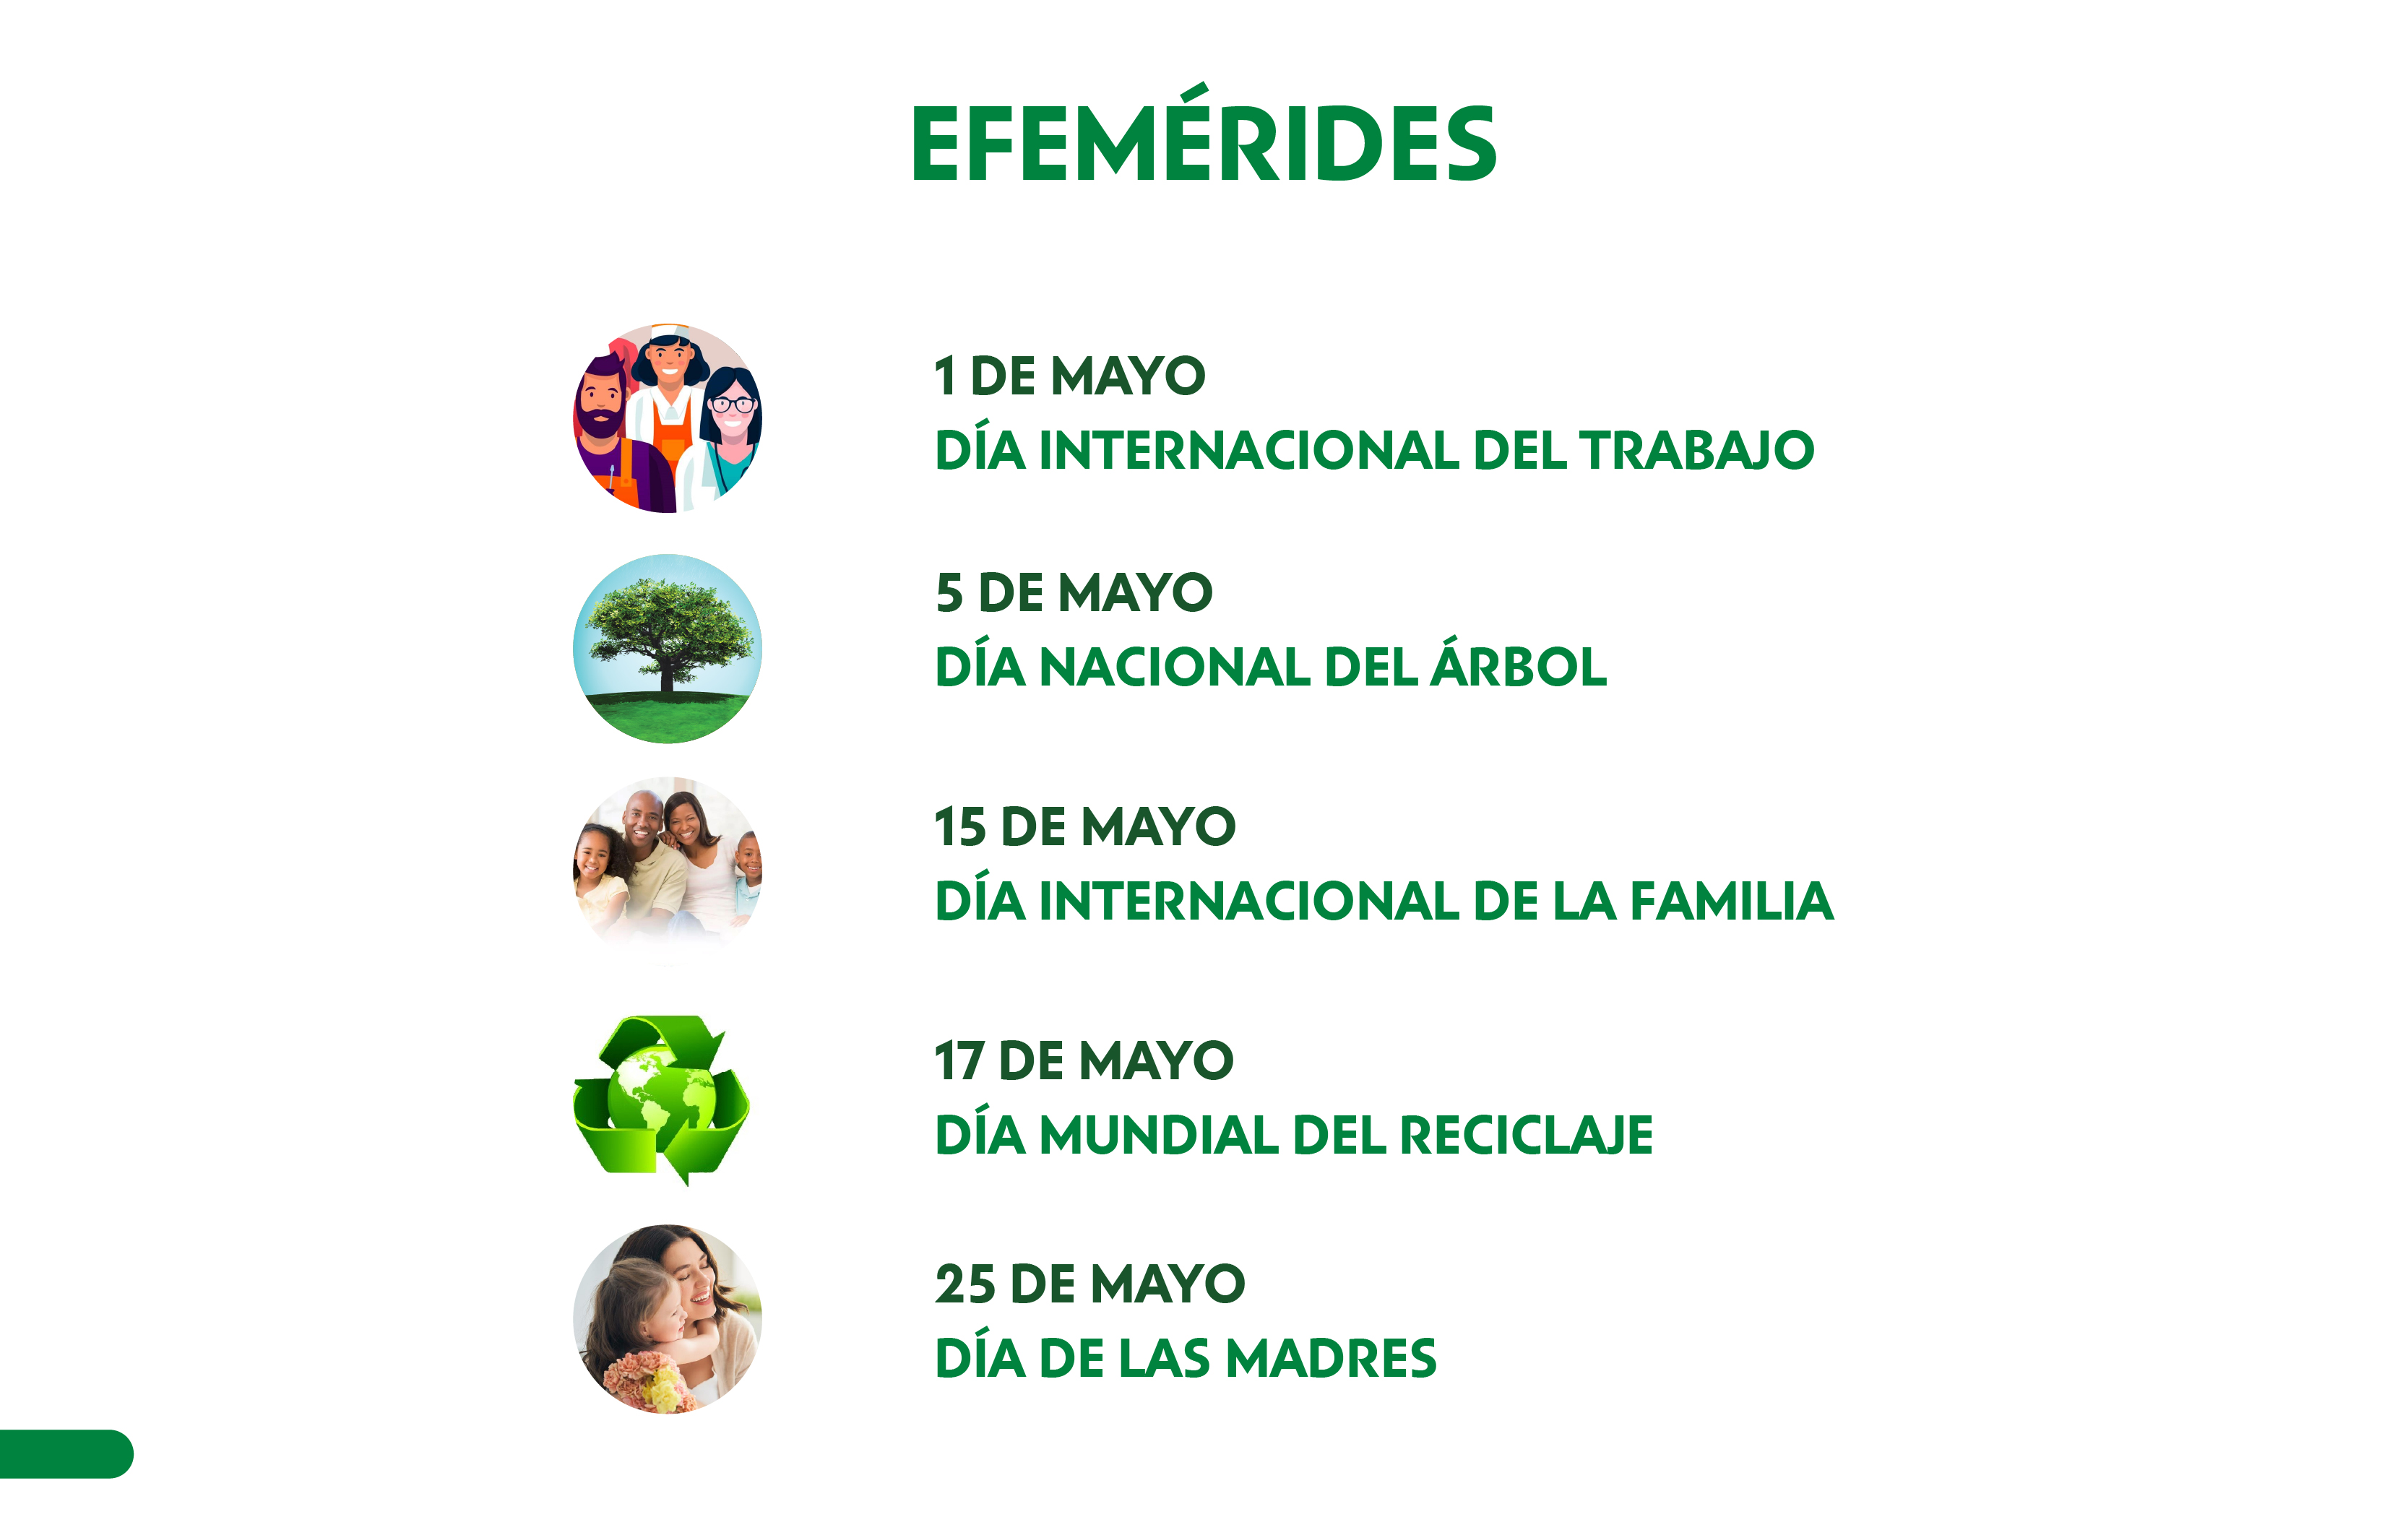 EFEMÉRIDES
1 DE MAYO
DÍA INTERNACIONAL DEL TRABAJO
5 DE MAYO
DÍA NACIONAL DEL ÁRBOL
15 DE MAYO
DÍA INTERNACIONAL DE LA FAMILIA
17 DE MAYO
DÍA MUNDIAL DEL RECICLAJE
25 DE MAYO
DÍA DE LAS MADRES